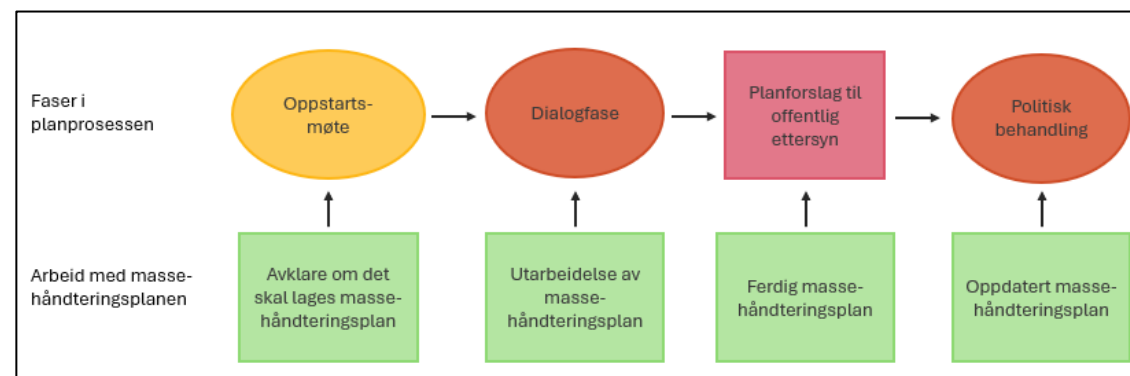 Faser i
planprosessen
Oppstarts-
møte
Dialogfase
Planforslag til
offentlig
ettersyn
Politisk
behandling
Arbeid med masse-
håndteringsplanen
Avklare om det
skal lages masse-
håndteringsplan
Utarbeidelse av
masse-
håndteringsplan
Ferdig masse-
håndteringsplan
Oppdatert masse-
håndteringsplan